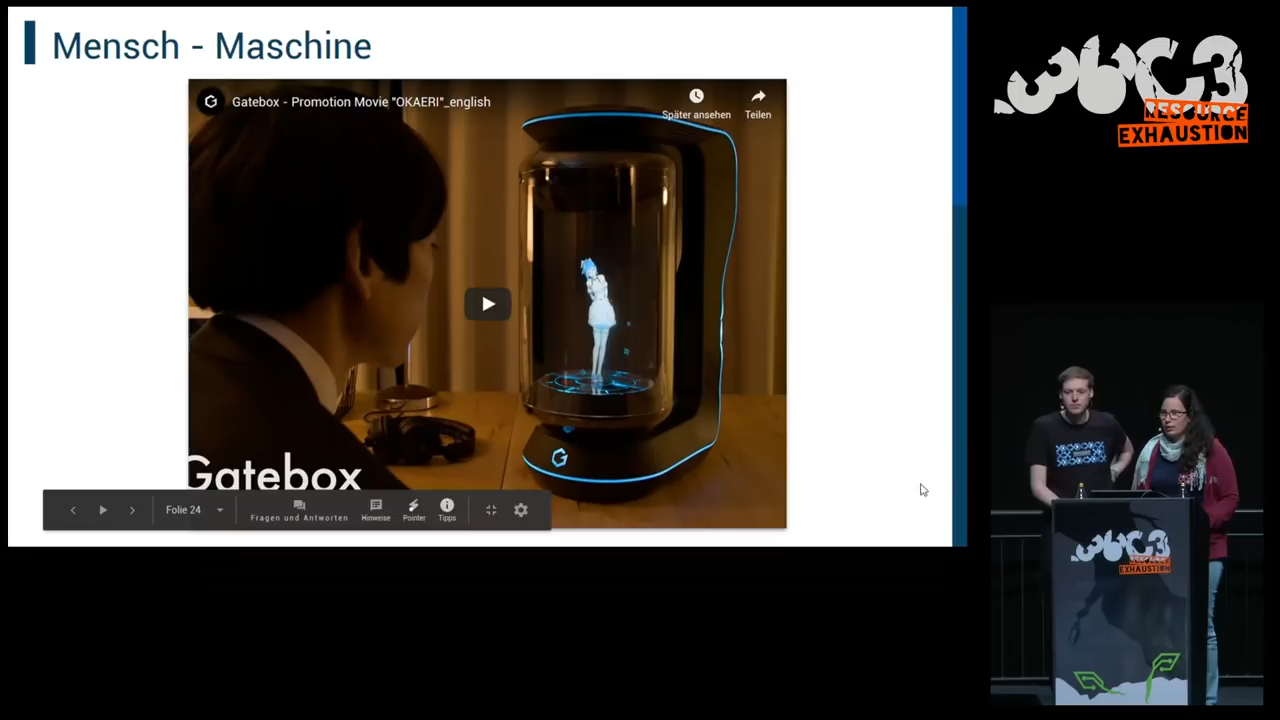 Mensch - Maschine
Gatebox - Promotion Movie "OKAERI"_english
Später ansehen
Teilen
Gatebox
Folie 24
Fragen und Antworten
Hinweise
Pointer
Tipps
36C3
RESOURCE
EXHAUSTION
36C3
RESOURCE
EXHAUSTION